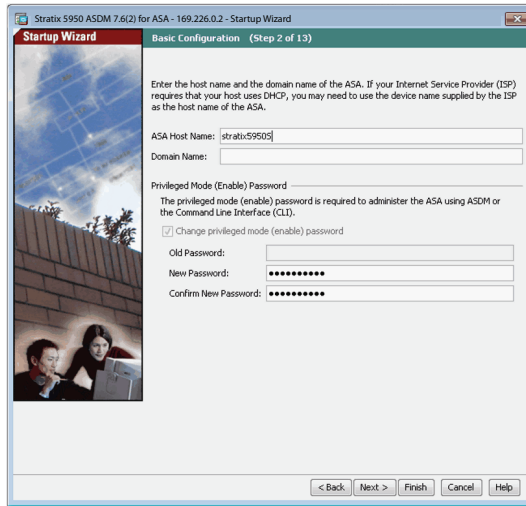 Stratix 5950 ASDM 7.6(2) for ASA - 169.226.0.2 - Startup Wizard
Startup Wizard
Basic Configuration (Step 2 of 13)
Enter the host name and the domain name of the ASA. If your Internet Service Provider (ISP)
requires that your host uses DHCP, you may need to use the device name supplied by the ISP
as the host name of the ASA.
ASA Host Name: stratix5950S
Domain Name:
Privileged Mode (Enable) Password
The privileged mode (enable) password is required to administer the ASA using ASDM or
the Command Line Interface (CLI).
Change privileged mode (enable) password
Old Password:
New Password: ●●●●●●●●●●
Confirm New Password: ●●●●●●●●●●
< Back Next > Finish Cancel Help